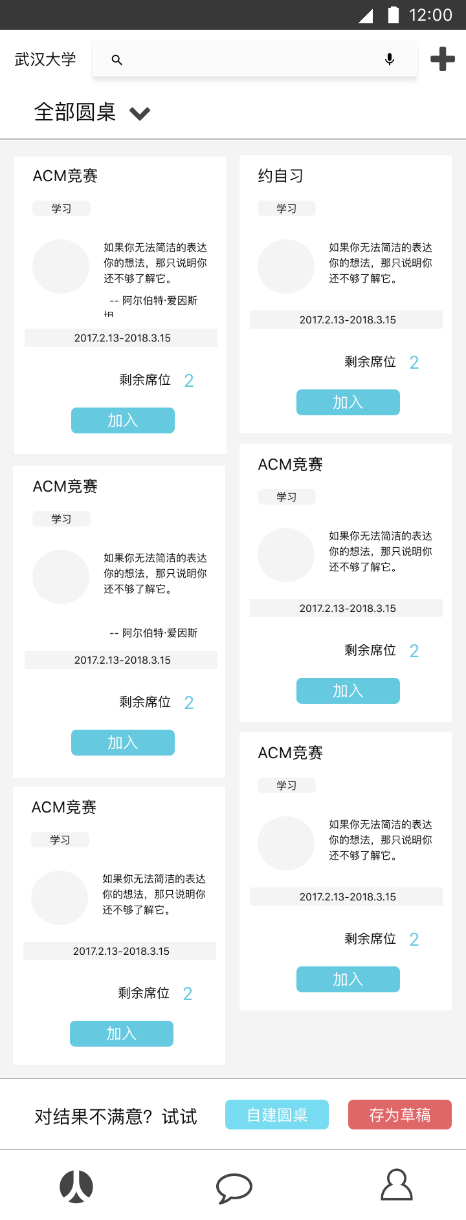 12:00
武汉大学
全部圆桌
ACM竞赛
学习
如果你无法简洁的表达
你的想法，那只说明你
还不够了解它。
-- 阿尔伯特·爱因斯
2017.2.13-2018.3.15
剩余席位 2
加入
约自习
学习
如果你无法简洁的表达
你的想法，那只说明你
还不够了解它。
2017.2.13-2018.3.15
剩余席位 2
加入
ACM竞赛
学习
如果你无法简洁的表达
你的想法，那只说明你
还不够了解它。
-- 阿尔伯特·爱因斯
2017.2.13-2018.3.15
剩余席位 2
加入
ACM竞赛
学习
如果你无法简洁的表达
你的想法，那只说明你
还不够了解它。
2017.2.13-2018.3.15
剩余席位 2
加入
ACM竞赛
学习
如果你无法简洁的表达
你的想法，那只说明你
还不够了解它。
2017.2.13-2018.3.15
剩余席位 2
加入
ACM竞赛
学习
如果你无法简洁的表达
你的想法，那只说明你
还不够了解它。
2017.2.13-2018.3.15
剩余席位 2
加入
对结果不满意？试试 自建圆桌 存为草稿